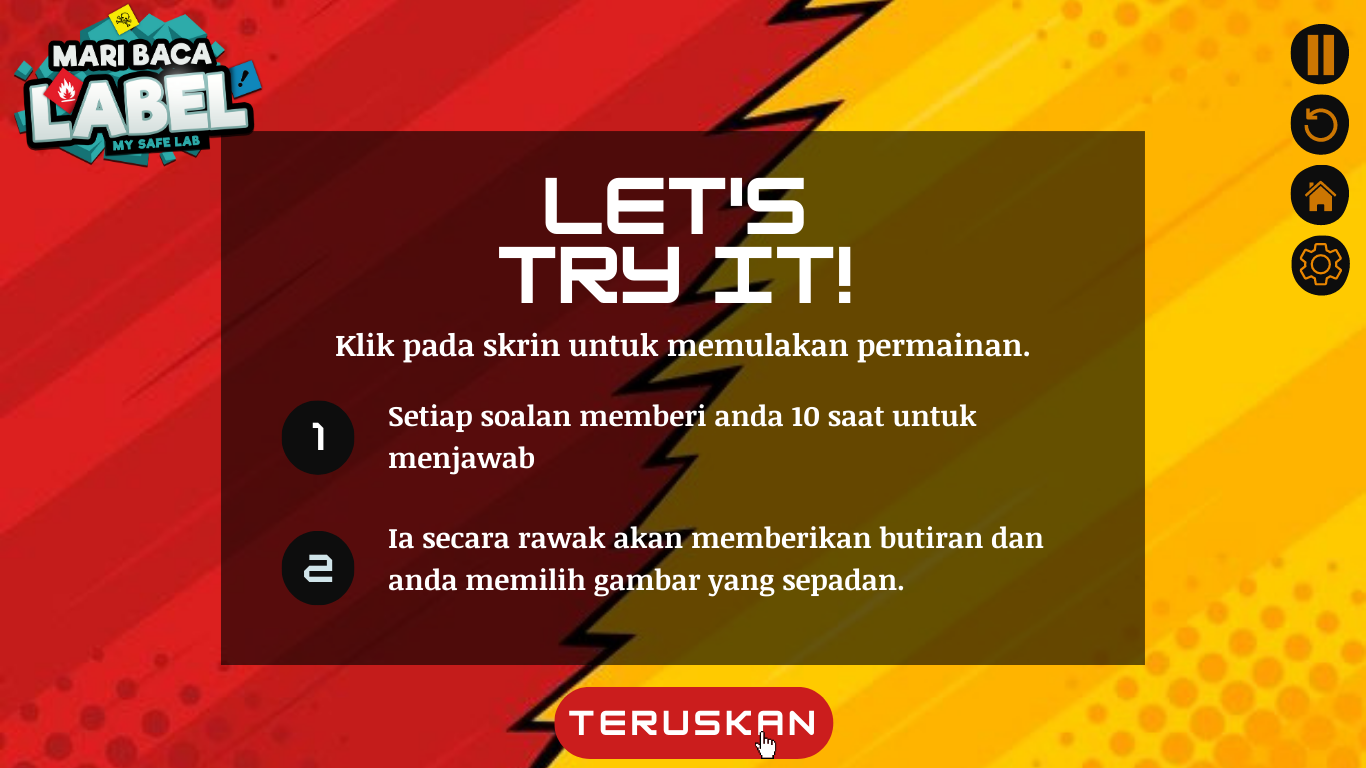 MARI BACA
LABEL
MY SAFE LAB
LET'S
TRY IT!
Klik pada skrin untuk memulakan permainan.
1
Setiap soalan memberi anda 10 saat untuk
menjawab
2
Ia secara rawak akan memberikan butiran dan
anda memilih gambar yang sepadan.
TERUSKAN